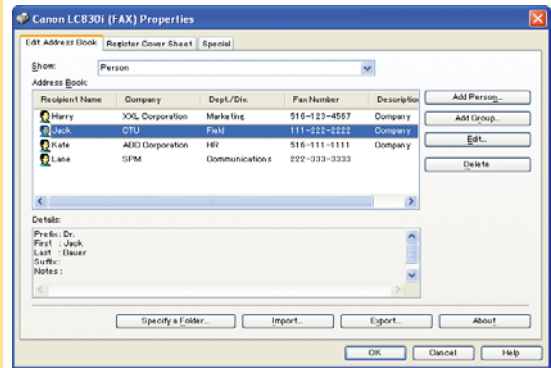 Canon LC830i (FAX) Properties
Edit Address Book Register Cover Sheet Special
Show: Person
Address Book:
Recipient Name Company Dept./Div. Fax Number Description
Harry XXL Corporation Marketing 516-123-4567 Company
Jack CTU Field 111-222-2222 Company
Kate ABD Corporation HR 516-111-1111 Company
Lane SPM Communications 222-333-3333
Add Person...
Add Group...
Edit...
Delete
Details:
Prefix: Dr.
First : Jack
Last : Bauer
Suffix:
Notes :
Specify a Folder... Import... Export... About
OK Cancel Help